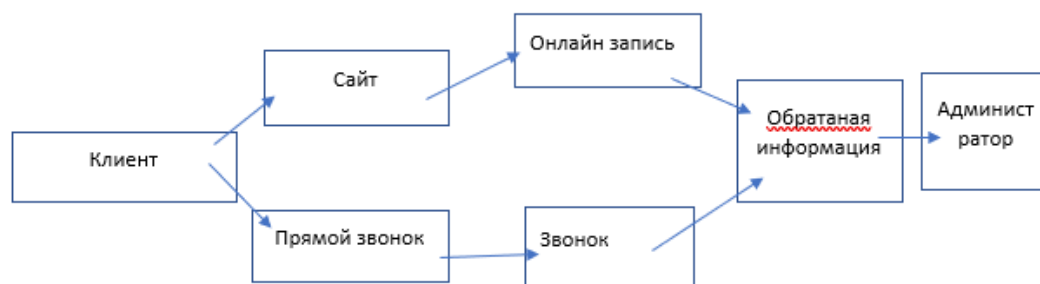 Онлайн запись
Сайт
Клиент
Обратаная
информация
Админист
ратор
Прямой звонок
Звонок